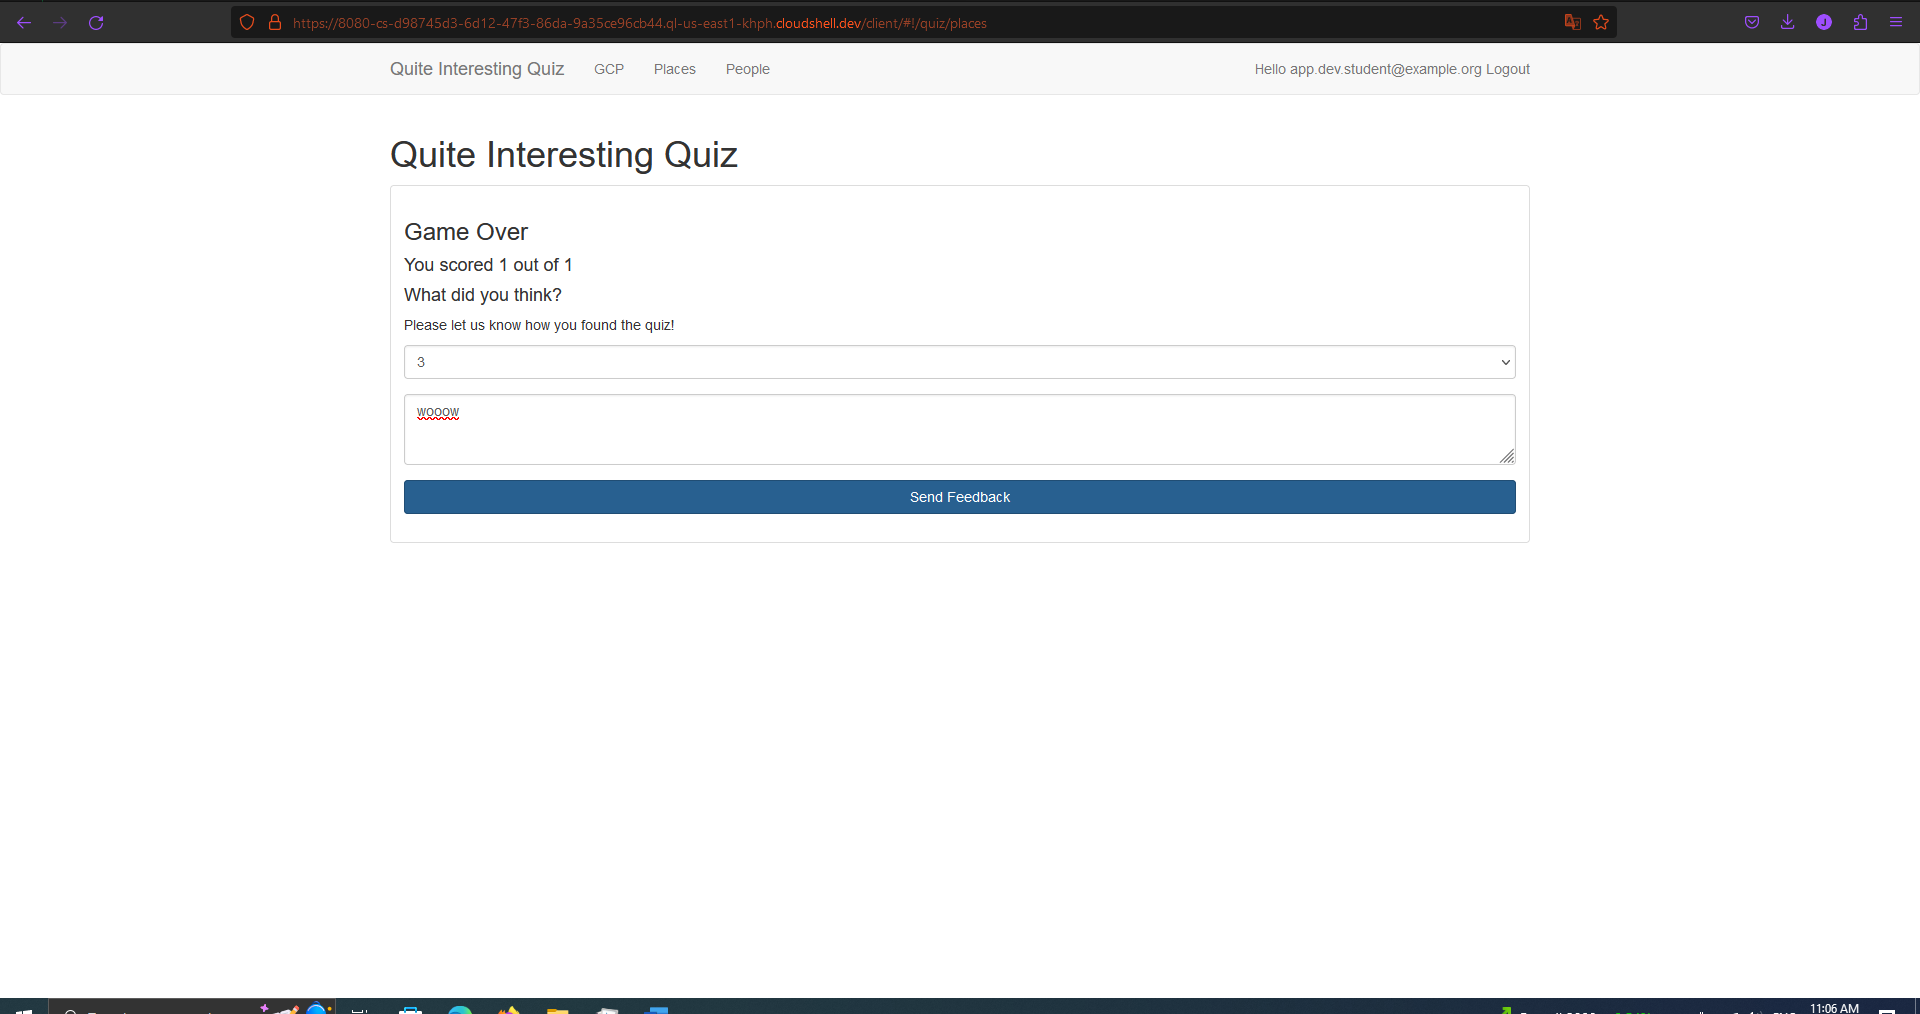 https://8080-cs-d98745d3-6d12-47f3-86da-9a35ce96cb44.ql-us-east1-khph.cloudshell.dev/client/#!/quiz/places
J
Quite Interesting Quiz GCP Places People Hello app.dev.student@example.org Logout
Quite Interesting Quiz
Game Over
You scored 1 out of 1
What did you think?
Please let us know how you found the quiz!
3
wooow
Send Feedback
11:06 AM